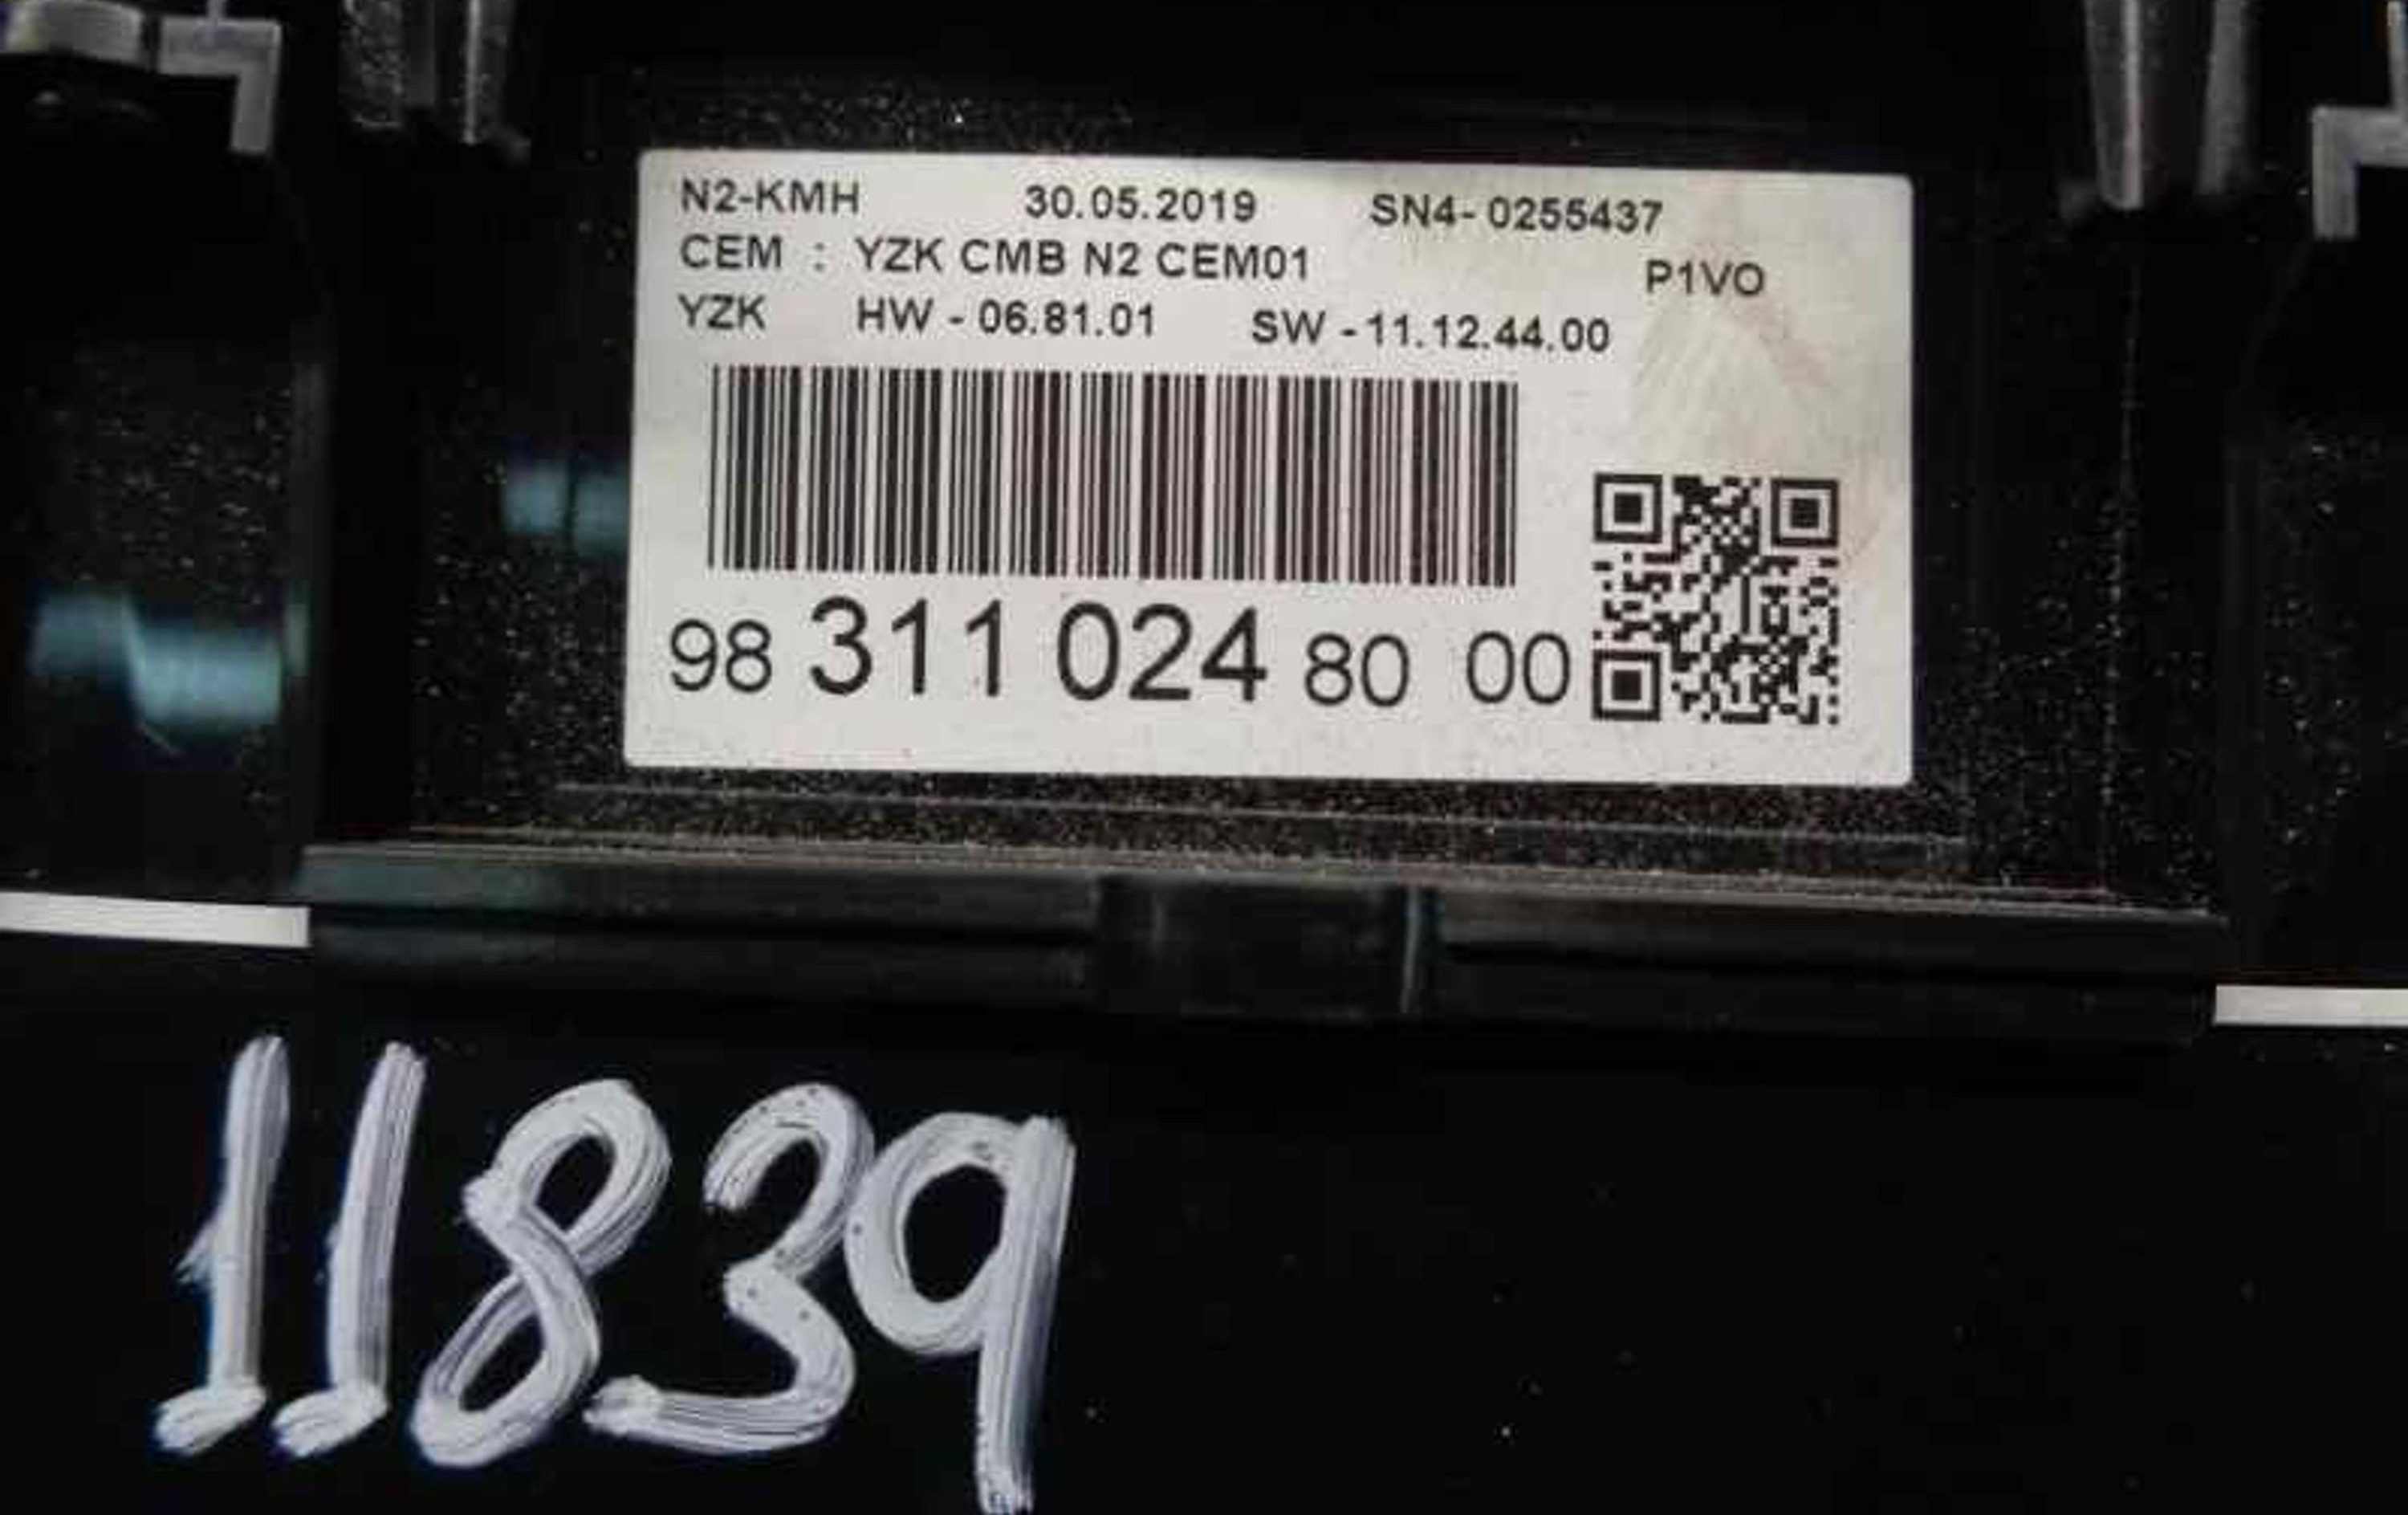 N2-KMH 30.05.2019 SN4-0255437
CEM : YZK CMB N2 CEM01 P1VO
YZK HW - 06.81.01 SW - 11.12.44.00
98 311 024 80 00
11839